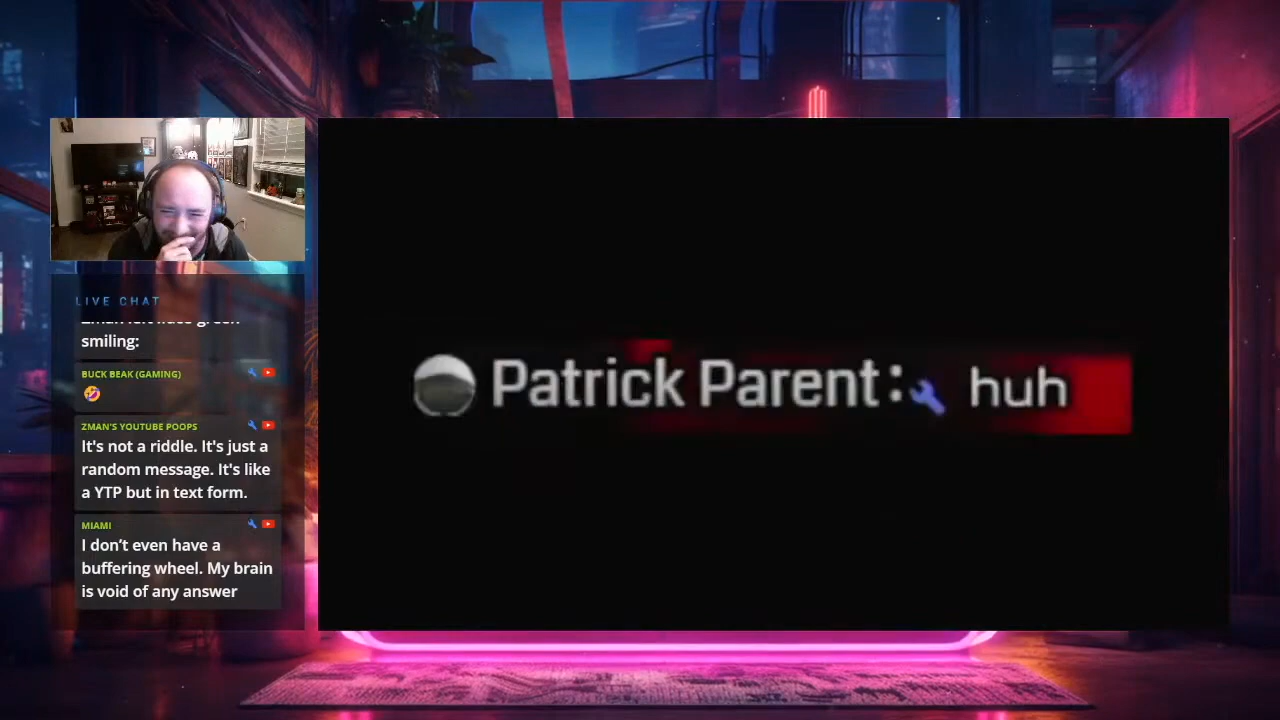 LIVE CHAT
smiling:
BUCK BEAK (GAMING)
ZMAN'S YOUTUBE POOPS
It's not a riddle. It's just a
random message. It's like
a YTP but in text form.
MIAMI
I don't even have a
buffering wheel. My brain
is void of any answer
Patrick Parent: huh